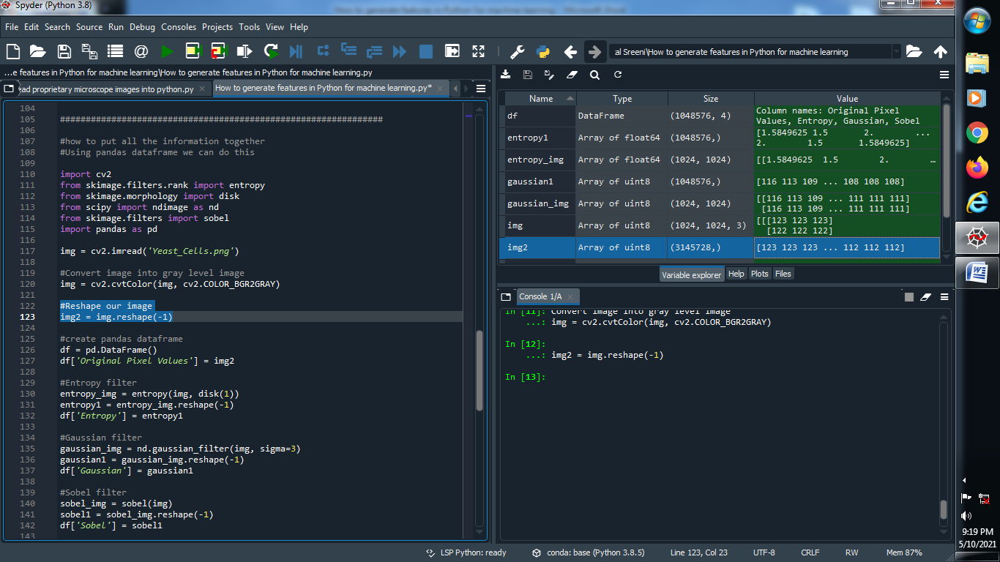 Spyder (Python 3.8)
File Edit Search Source Run Debug Consoles Projects Tools View Help
al Sreeni\How to generate features in Python for machine learning
...e features in Python for machine learning\How to generate features in Python for machine learning.py
ead proprietary microscope images into python.py
How to generate features in Python for machine learning.py*
104
105 ###############################################################
106
107 #how to put all the information together
108 #Using pandas dataframe we can do this
109
110 import cv2
111 from skimage.filters.rank import entropy
112 from skimage.morphology import disk
113 from scipy import ndimage as nd
114 from skimage.filters import sobel
115 import pandas as pd
116
117 img = cv2.imread('Yeast_Cells.png')
118
119 #Convert image into gray level image
120 img = cv2.cvtColor(img, cv2.COLOR_BGR2GRAY)
121
122 #Reshape our image
123 img2 = img.reshape(-1)
124
125 #create pandas dataframe
126 df = pd.DataFrame()
127 df['Original Pixel Values'] = img2
128
129 #Entropy filter
130 entropy_img = entropy(img, disk(1))
131 entropy1 = entropy_img.reshape(-1)
132 df['Entropy'] = entropy1
133
134 #Gaussian filter
135 gaussian_img = nd.gaussian_filter(img, sigma=3)
136 gaussian1 = gaussian_img.reshape(-1)
137 df['Gaussian'] = gaussian1
138
139 #Sobel filter
140 sobel_img = sobel(img)
141 sobel1 = sobel_img.reshape(-1)
142 df['Sobel'] = sobel1
143
Name Type Size Value
df DataFrame (1048576, 4) Column names: Original Pixel
Values, Entropy, Gaussian, Sobel
entropy1 Array of float64 (1048576,) [1.5849625 1.5 2. ...
2. 1.5 1.5849625]
entropy_img Array of float64 (1024, 1024) [[1.5849625 1.5 2. …
gaussian1 Array of uint8 (1048576,) [116 113 109 ... 108 108 108]
gaussian_img Array of uint8 (1024, 1024) [[116 113 109 ... 111 111 111]
[116 113 109 ... 111 111 111]
img Array of uint8 (1024, 1024, 3) [[[123 123 123]
[122 122 122]
img2 Array of uint8 (3145728,) [123 123 123 ... 112 112 112]
Variable explorer Help Plots Files
Console 1/A
In [11]: Convert image into gray level image
...: img = cv2.cvtColor(img, cv2.COLOR_BGR2GRAY)
In [12]:
...: img2 = img.reshape(-1)
In [13]:
LSP Python: ready conda: base (Python 3.8.5) Line 123, Col 23 UTF-8 CRLF RW Mem 87%
9:19 PM
5/10/2021